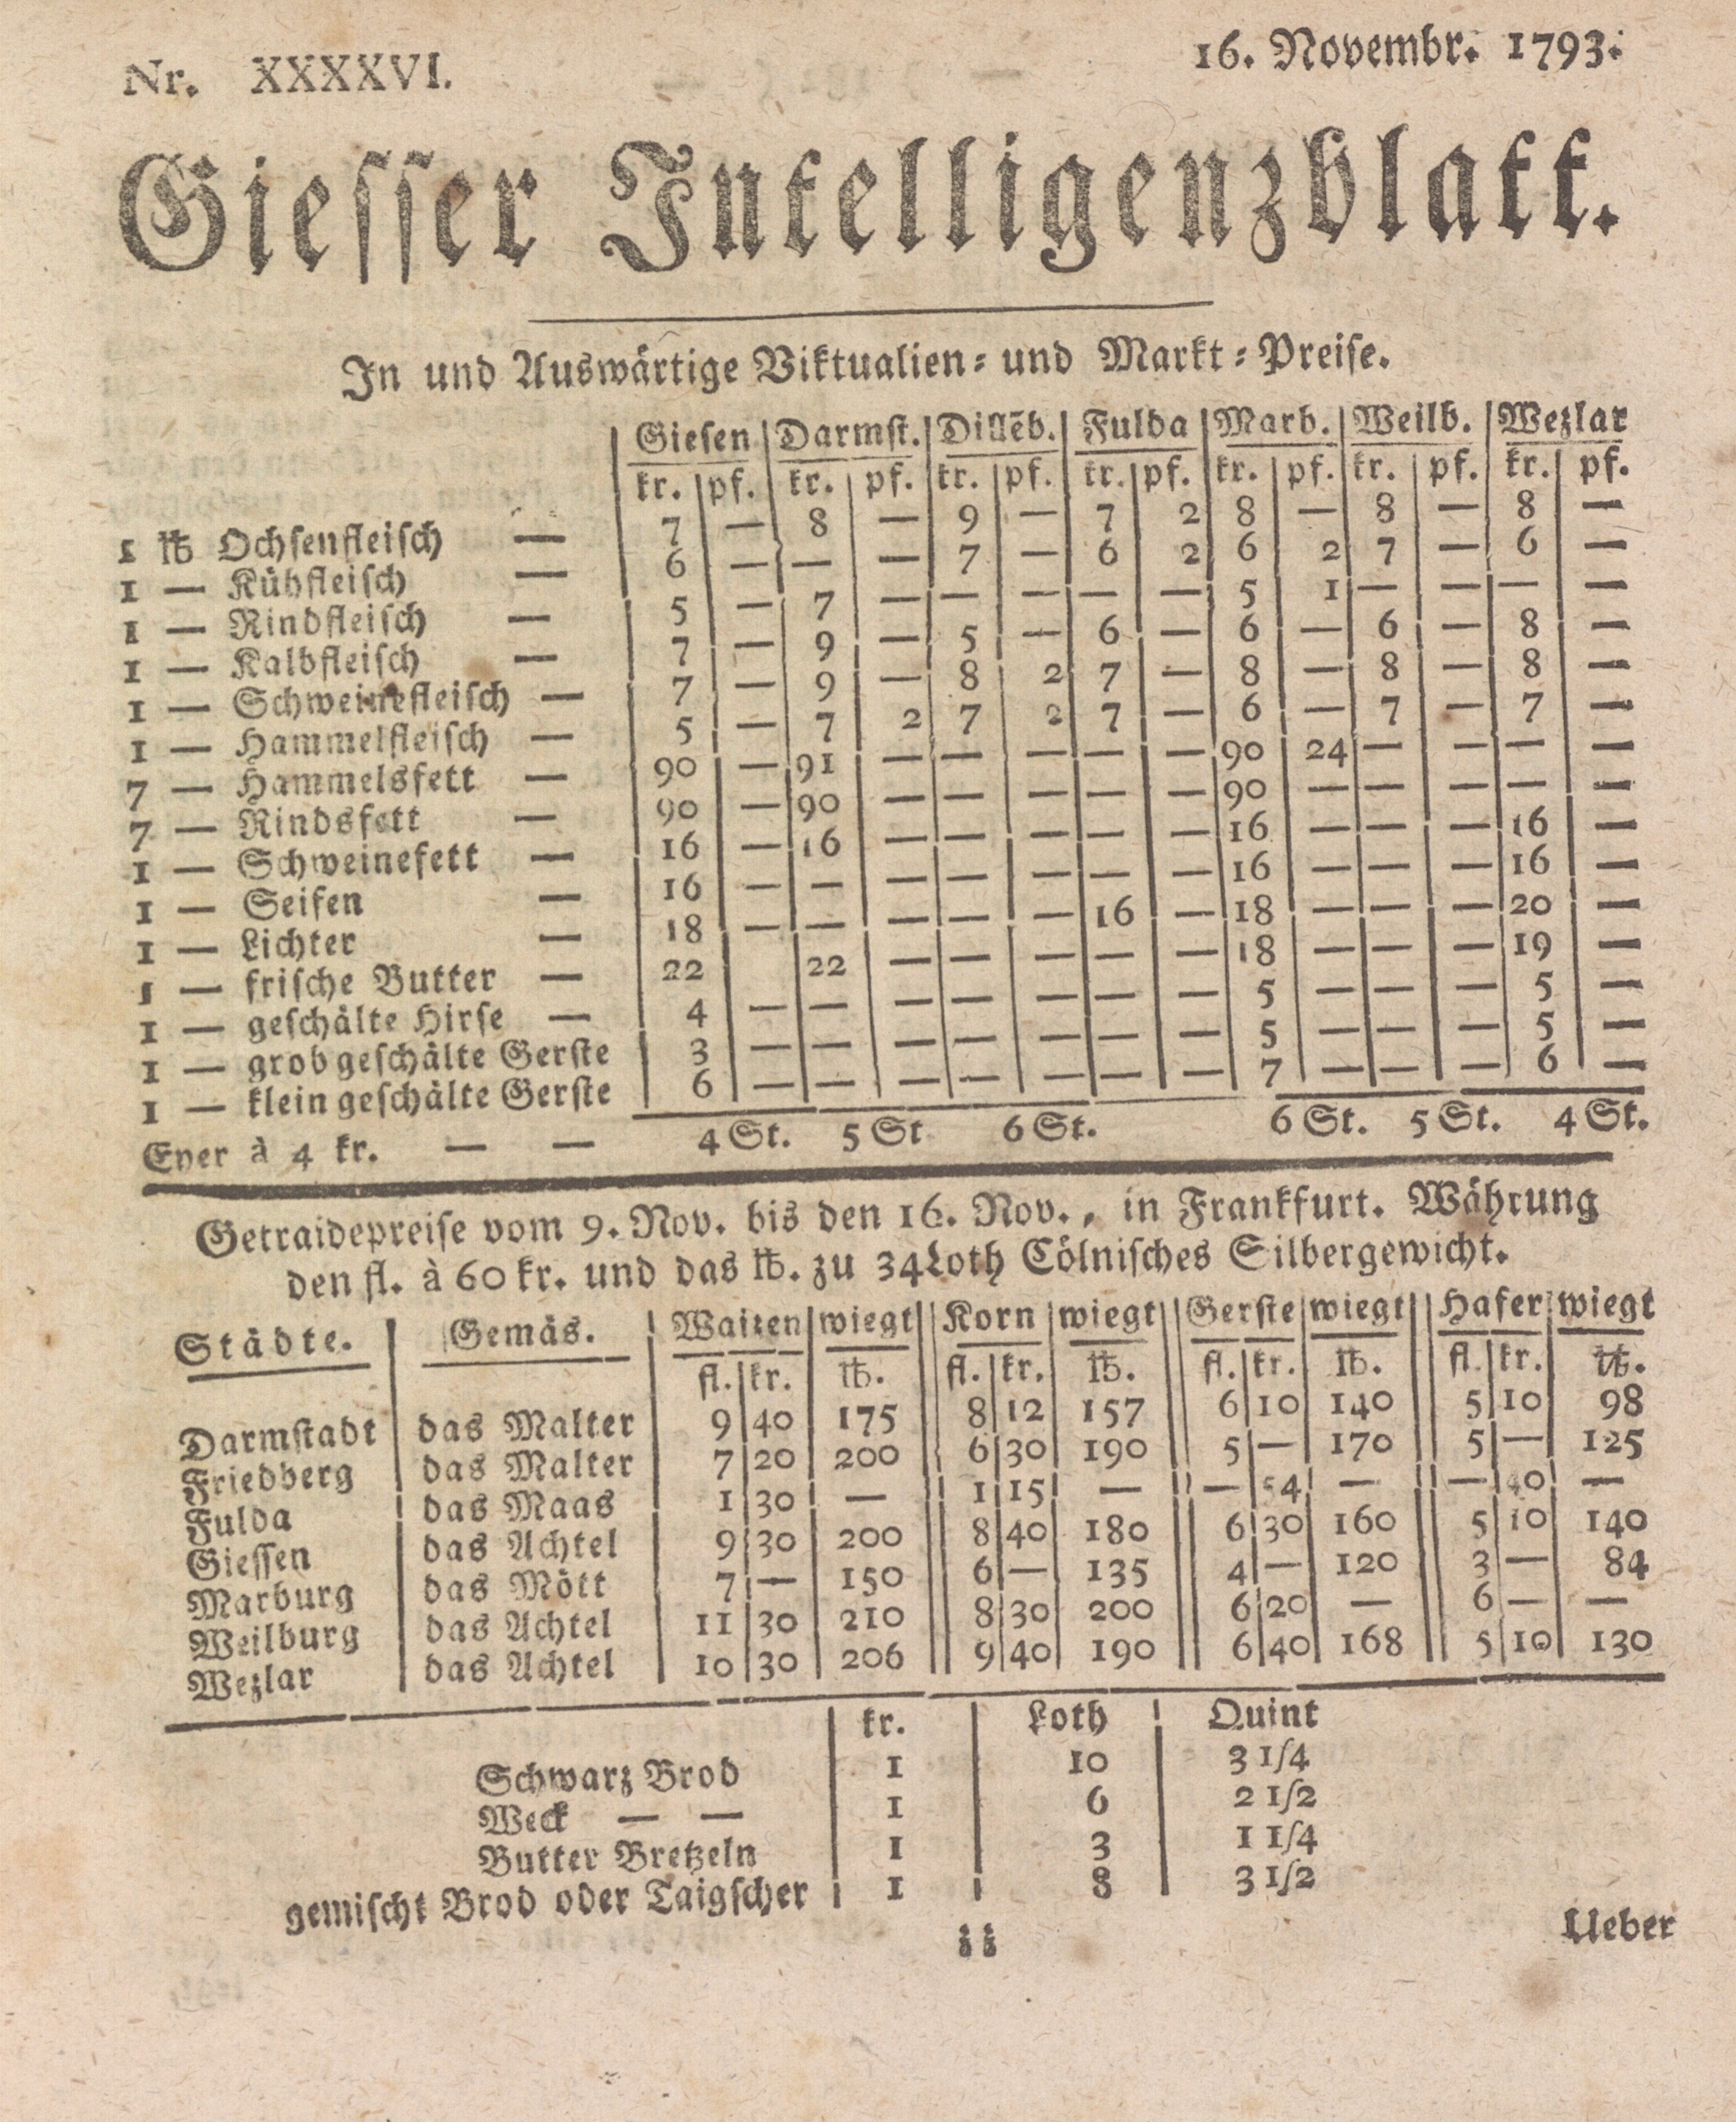 Nr. XXXXVI. 16. Novembr. 1793.
Giesser Intelligenzblatt.
In und Auswärtige Viktualien- und Markt-Preise.
Giesen | Darmst. | Dillēb. | Fulda | Marb. | Weilb. | Wezlar
kr. | pf. | kr. | pf. | kr. | pf. | kr. | pf. | kr. | pf. | kr. | pf. | kr. | pf.
1 ℔ Ochsenfleisch — 7 | — | 8 | — | 9 | — | 7 | 2 | 8 | — | 8 | — | 8 | —
1 — Kühfleisch — 6 | — | — | — | 7 | — | 6 | 2 | 6 | 2 | 7 | — | 6 | —
1 — Rindfleisch — 5 | — | 7 | — | — | — | — | — | 5 | 1 | — | — | — | —
1 — Kalbfleisch — 7 | — | 9 | — | 5 | — | 6 | — | 6 | — | 6 | — | 8 | —
1 — Schweinefleisch — 7 | — | 9 | — | 8 | 2 | 7 | — | 8 | — | 8 | — | 8 | —
1 — Hammelfleisch — 5 | — | 7 | 2 | 7 | 2 | 7 | — | 6 | — | 7 | — | 7 | —
7 — Hammelsfett — 90 | — | 91 | — | — | — | — | — | 90 | 24 | — | — | — | —
7 — Rindsfett — 90 | — | 90 | — | — | — | — | — | 90 | — | — | — | — | —
1 — Schweinefett — 16 | — | 16 | — | — | — | — | — | 16 | — | — | — | 16 | —
1 — Seifen — 16 | — | — | — | — | — | — | — | 16 | — | — | — | 16 | —
1 — Lichter — 18 | — | — | — | — | — | 16 | — | 18 | — | — | — | 20 | —
1 — frische Butter — 22 | | 22 | — | — | — | — | — | 18 | — | — | — | 19 | —
1 — geschälte Hirse — 4 | — | — | — | — | — | — | — | 5 | — | — | — | 5 | —
1 — grob geschälte Gerste 3 | — | — | — | — | — | — | — | 5 | — | — | — | 5 | —
1 — klein geschälte Gerste 6 | — | — | — | — | — | — | — | 7 | — | — | — | 6 | —
Eyer à 4 kr. — — 4 St. 5 St 6 St. 6 St. 5 St. 4 St.
Getraidepreise vom 9. Nov. bis den 16. Nov., in Frankfurt. Währung
den fl. à 60 kr. und das ℔. zu 34 Loth Cölnisches Silbergewicht.
Städte. | Gemäs. | Waitzen | wiegt | Korn | wiegt | Gerste | wiegt | Hafer | wiegt
fl. | kr. | ℔. | fl. | kr. | ℔. | fl. | kr. | ℔. | fl. | kr. | ℔.
Darmstadt | das Malter | 9 | 40 | 175 | 8 | 12 | 157 | 6 | 10 | 140 | 5 | 10 | 98
Friedberg | das Malter | 7 | 20 | 200 | 6 | 30 | 190 | 5 | — | 170 | 5 | — | 125
Fulda | das Maas | 1 | 30 | — | 1 | 15 | — | — | 54 | — | — | 40 | —
Giessen | das Achtel | 9 | 30 | 200 | 8 | 40 | 180 | 6 | 30 | 160 | 5 | 10 | 140
Marburg | das Mött | 7 | — | 150 | 6 | — | 135 | 4 | — | 120 | 3 | — | 84
Weilburg | das Achtel | 11 | 30 | 210 | 8 | 30 | 200 | 6 | 20 | — | 6 | — | —
Wezlar | das Achtel | 10 | 30 | 206 | 9 | 40 | 190 | 6 | 40 | 168 | 5 | 10 | 130
kr. | Loth | Quint
Schwarz Brod | 1 | 10 | 3 1/4
Weck — — | 1 | 6 | 2 1/2
Butter Bretzeln | 1 | 3 | 1 1/4
gemischt Brod oder Taigscher | 1 | 8 | 3 1/2
Ueber